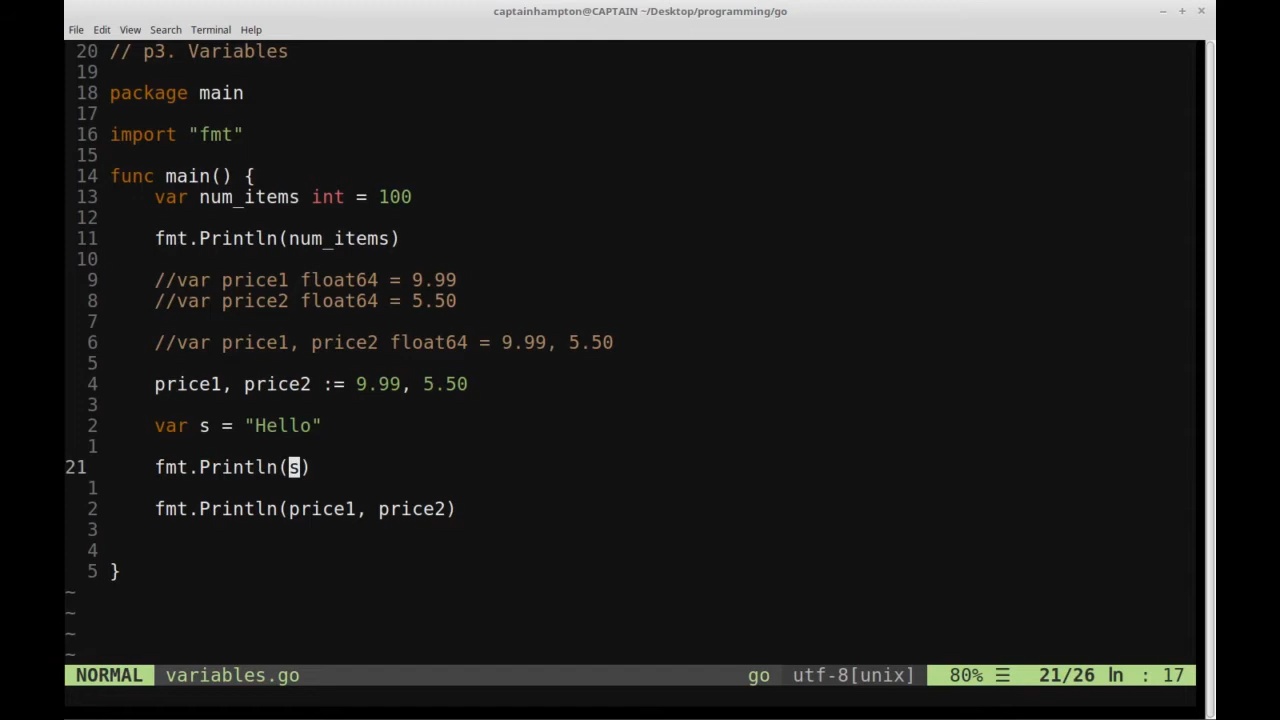 captainhampton@CAPTAIN ~/Desktop/programming/go
File Edit View Search Terminal Help
20 // p3. Variables
19
18 package main
17
16 import "fmt"
15
14 func main() {
13     var num_items int = 100
12
11     fmt.Println(num_items)
10
9     //var price1 float64 = 9.99
8     //var price2 float64 = 5.50
7
6     //var price1, price2 float64 = 9.99, 5.50
5
4     price1, price2 := 9.99, 5.50
3
2     var s = "Hello"
1
21     fmt.Println(s)
1
2     fmt.Println(price1, price2)
3
4
5 }
~
~
~
~
NORMAL variables.go go utf-8[unix] 80% ☰ 21/26 ln : 17